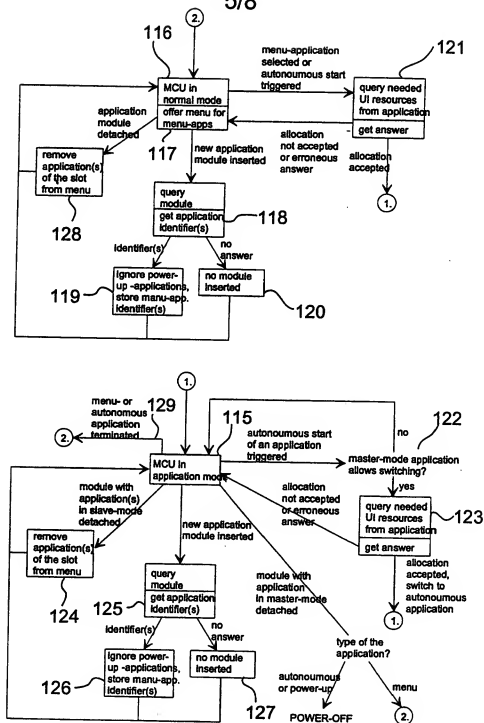 5/8
2.
116
121
menu-application
selected or
autonoumous start
triggered
MCU in
normal mode
offer menu for
menu-apps
117
query needed
UI resources
from application
get answer
application
module
detached
allocation
not accepted
or erroneous
answer
allocation
accepted
1.
new application
module inserted
remove
application(s)
of the slot
from menu
128
query
module
get application
identifier(s)
118
identifier(s)
no
answer
119
Ignore power-
up -applications,
store manu-app.
identifier(s)
no module
inserted
120
1.
menu- or
autonomous
application
terminated
129
2.
115
122
no
autonoumous start
of an application
triggered
master-mode application
allows switching?
yes
MCU in
application mode
module with
application(s)
in slave-mode
detached
allocation
not accepted
or erroneous
answer
query needed
UI resources
from application
get answer
123
new application
module inserted
remove
application(s)
of the slot
from menu
124
query
module
get application
identifier(s)
125
module with
application
in master-mode
detached
allocation
accepted,
switch to
autonoumous
application
1.
identifier(s)
no
answer
type of the
application?
Ignore power-
up -applications,
store manu-app.
identifier(s)
126
no module
inserted
127
autonoumous
or power-up
menu
POWER-OFF
2.